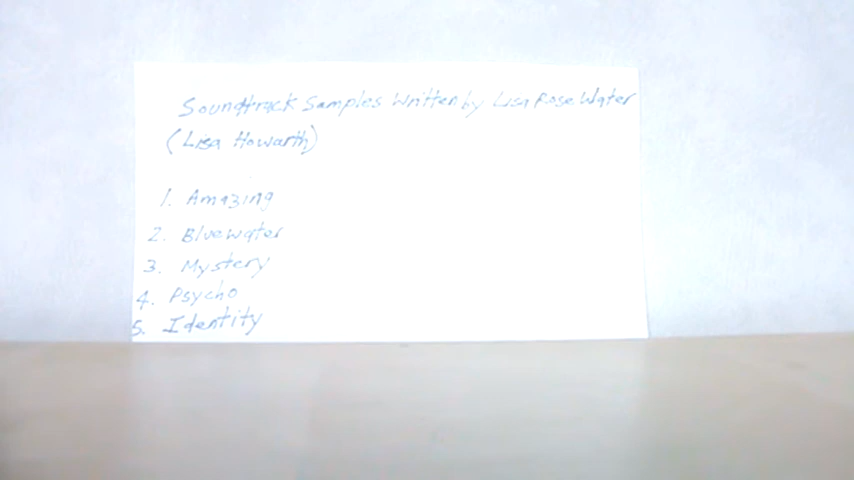 Soundtrack Samples Written by Lisa Rose Water
(Lisa Howarth)
1. Amazing
2. Bluewater
3. Mystery
4. Psycho
5. Identity